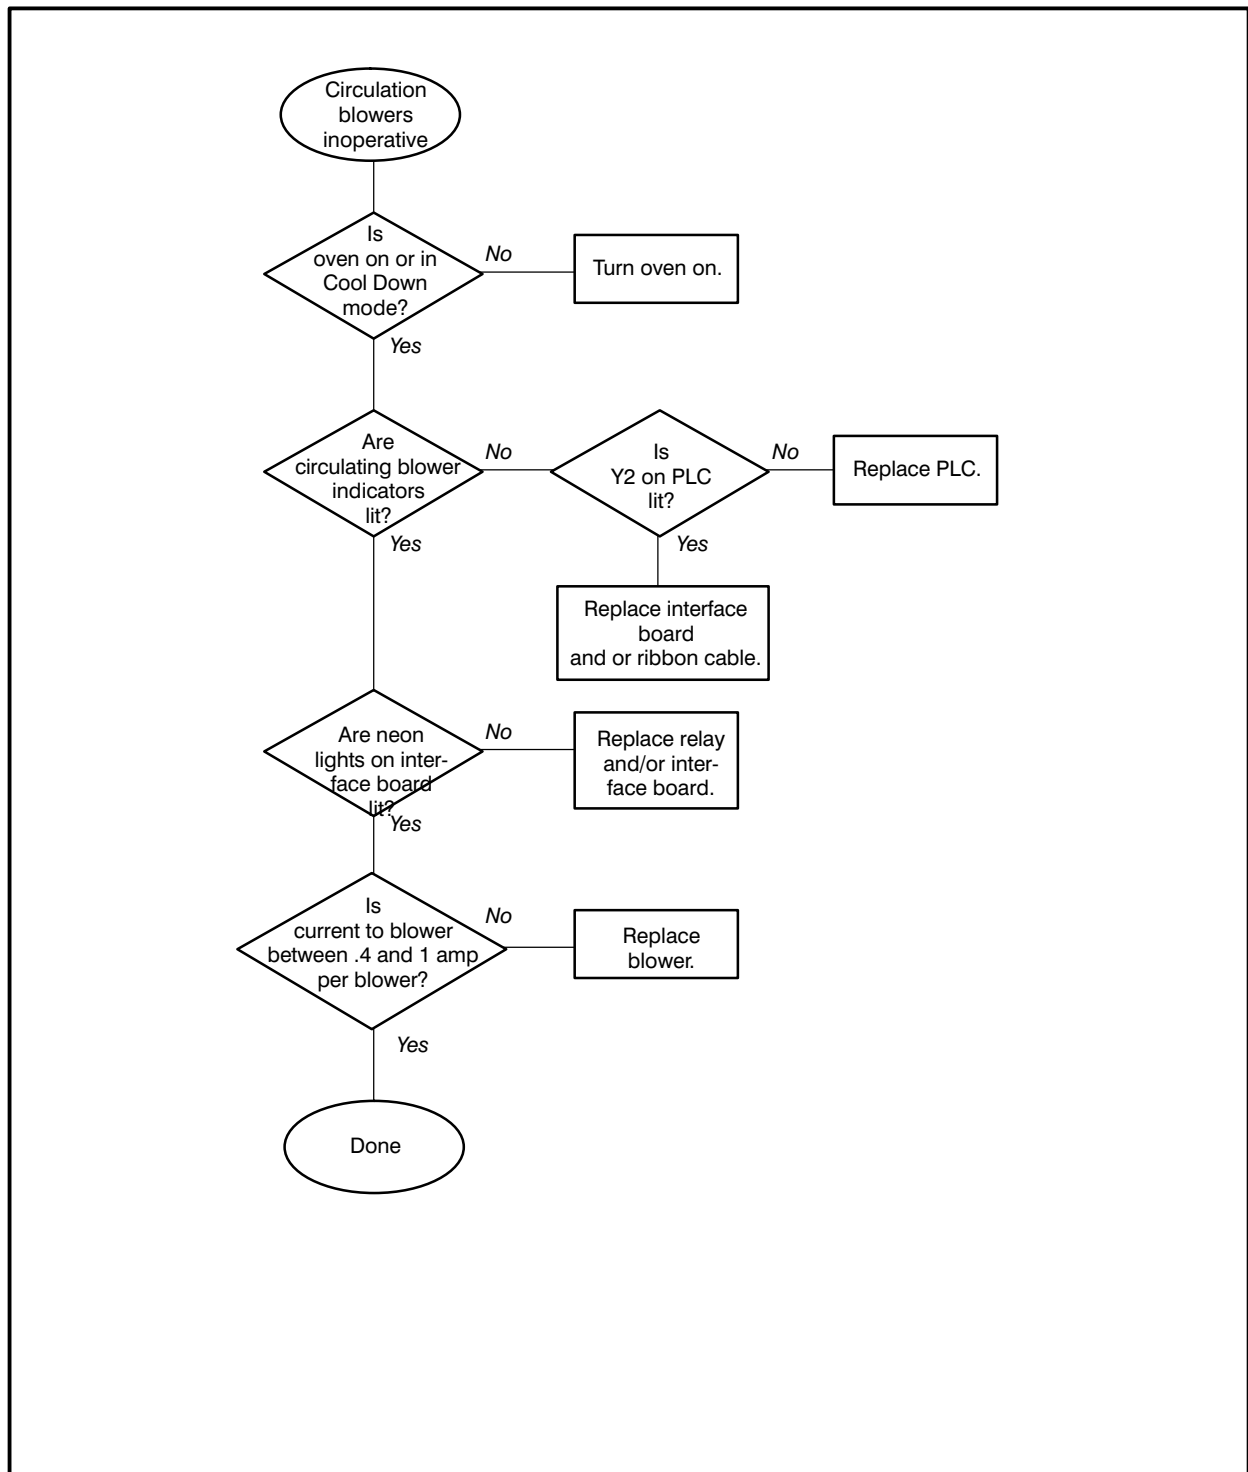 Circulation
blowers
inoperative
Is
oven on or in
Cool Down
mode?
No
Turn oven on.
Yes
Are
circulating blower
indicators
lit?
No
Is
Y2 on PLC
lit?
No
Replace PLC.
Yes
Yes
Replace interface
board
and or ribbon cable.
Are neon
lights on inter-
face board
lit?
No
Replace relay
and/or inter-
face board.
Yes
Is
current to blower
between .4 and 1 amp
per blower?
No
Replace
blower.
Yes
Done